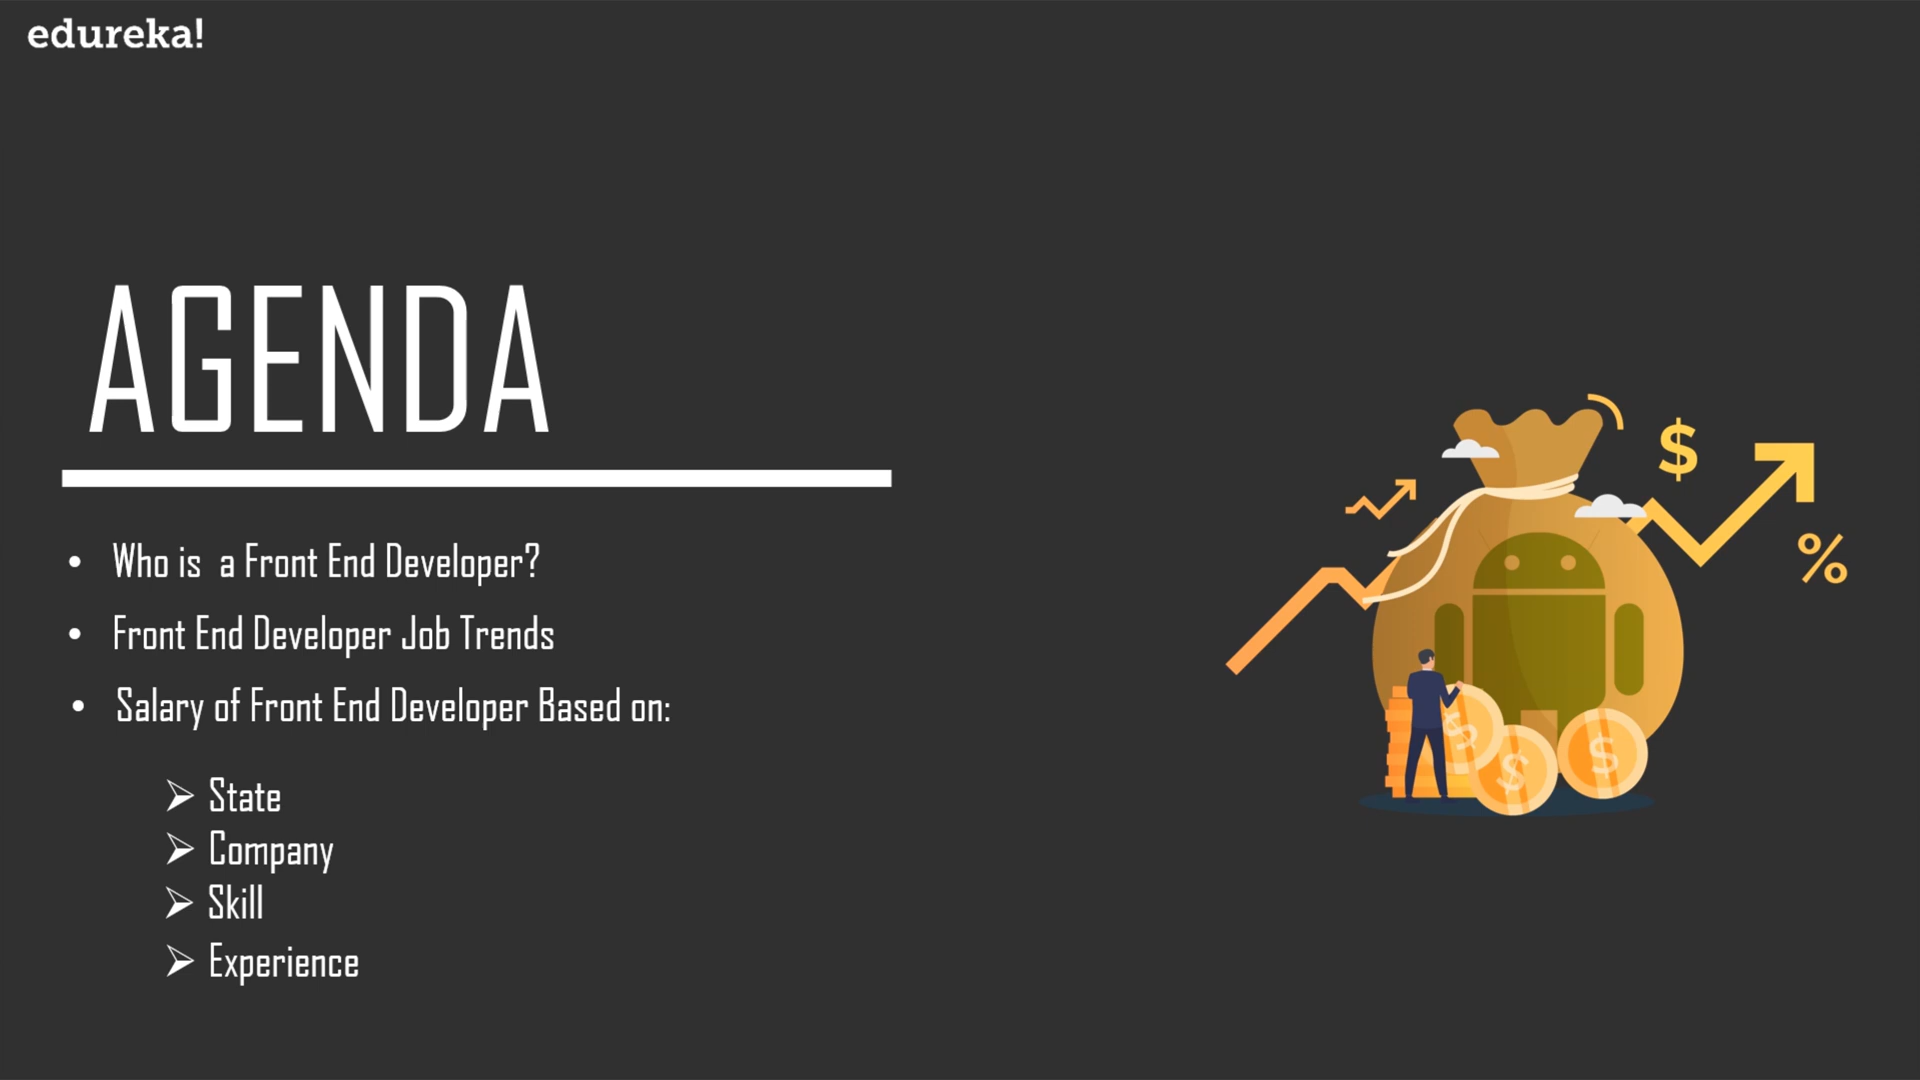 edureka!
AGENDA
• Who is a Front End Developer?
• Front End Developer Job Trends
• Salary of Front End Developer Based on:
➢ State
➢ Company
➢ Skill
➢ Experience
$
%
$
$
$